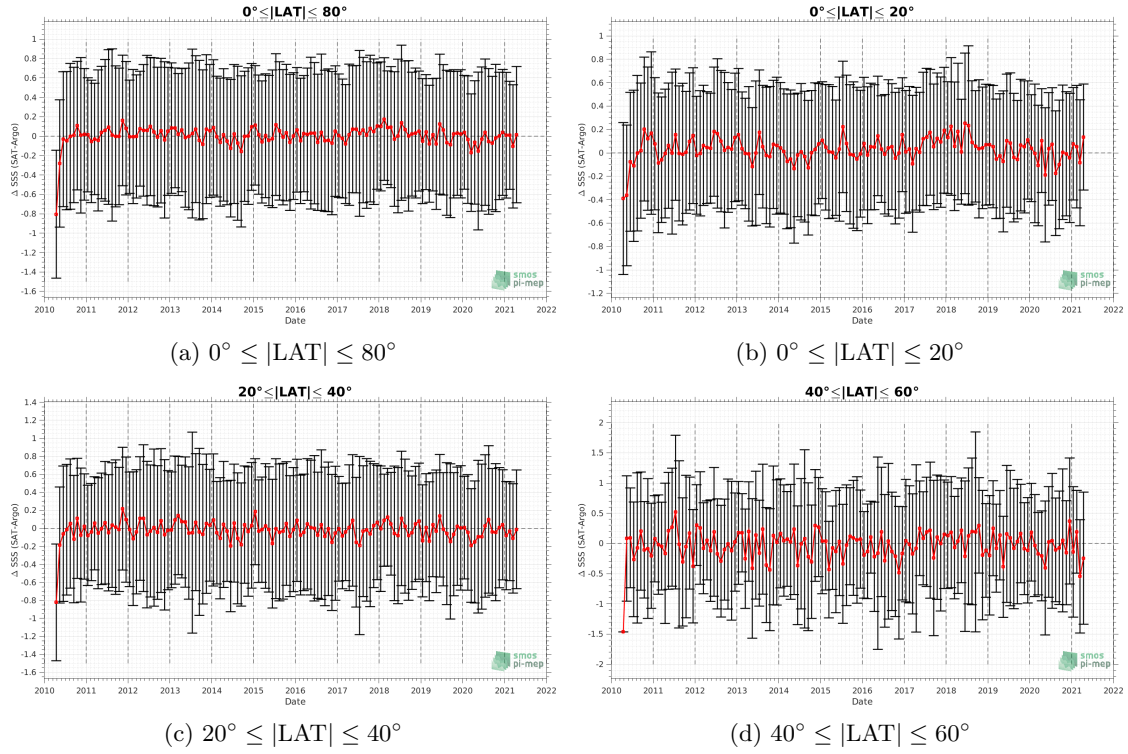 0°≤|LAT|≤ 80°
1
0.8
0.6
0.4
0.2
0
-0.2
-0.4
-0.6
-0.8
-1
-1.2
-1.4
-1.6
Δ SSS (SAT-Argo)
2010 2011 2012 2013 2014 2015 2016 2017 2018 2019 2020 2021 2022
Date
smos
pi-mep
(a) 0° ≤ |LAT| ≤ 80°
0°≤|LAT|≤ 20°
1
0.8
0.6
0.4
0.2
0
-0.2
-0.4
-0.6
-0.8
-1
-1.2
Δ SSS (SAT-Argo)
2010 2011 2012 2013 2014 2015 2016 2017 2018 2019 2020 2021 2022
Date
smos
pi-mep
(b) 0° ≤ |LAT| ≤ 20°
20°≤|LAT|≤ 40°
1.4
1.2
1
0.8
0.6
0.4
0.2
0
-0.2
-0.4
-0.6
-0.8
-1
-1.2
-1.4
-1.6
Δ SSS (SAT-Argo)
2010 2011 2012 2013 2014 2015 2016 2017 2018 2019 2020 2021 2022
Date
smos
pi-mep
(c) 20° ≤ |LAT| ≤ 40°
40°≤|LAT|≤ 60°
2
1.5
1
0.5
0
-0.5
-1
-1.5
-2
Δ SSS (SAT-Argo)
2010 2011 2012 2013 2014 2015 2016 2017 2018 2019 2020 2021 2022
Date
smos
pi-mep
(d) 40° ≤ |LAT| ≤ 60°